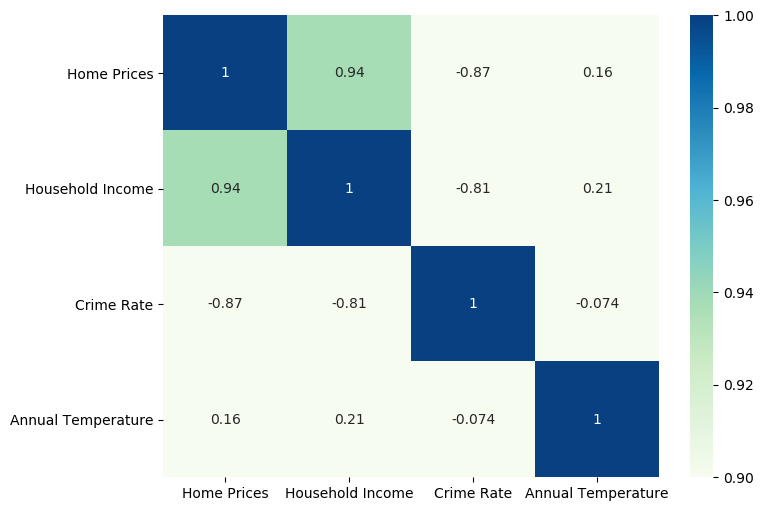 1.00
Home Prices 1 0.94 -0.87 0.16
0.98
Household Income 0.94 1 -0.81 0.21
0.96
0.94
Crime Rate -0.87 -0.81 1 -0.074
0.92
Annual Temperature 0.16 0.21 -0.074 1
0.90
Home Prices Household Income Crime Rate Annual Temperature